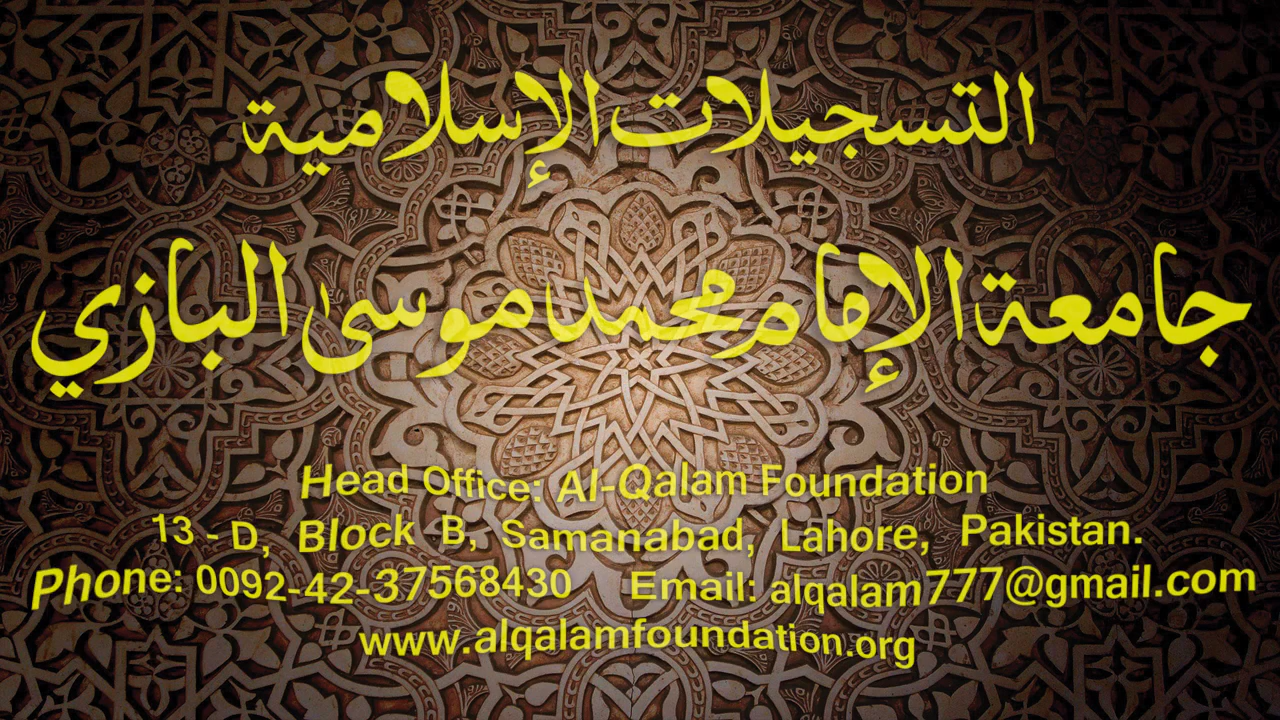 التسجيلات الإسلامية
جامعة الإمام محمد موسى البازي
Head Office: Al-Qalam Foundation
13 - D, Block B, Samanabad, Lahore, Pakistan.
Phone: 0092-42-37568430 Email: alqalam777@gmail.com
www.alqalamfoundation.org